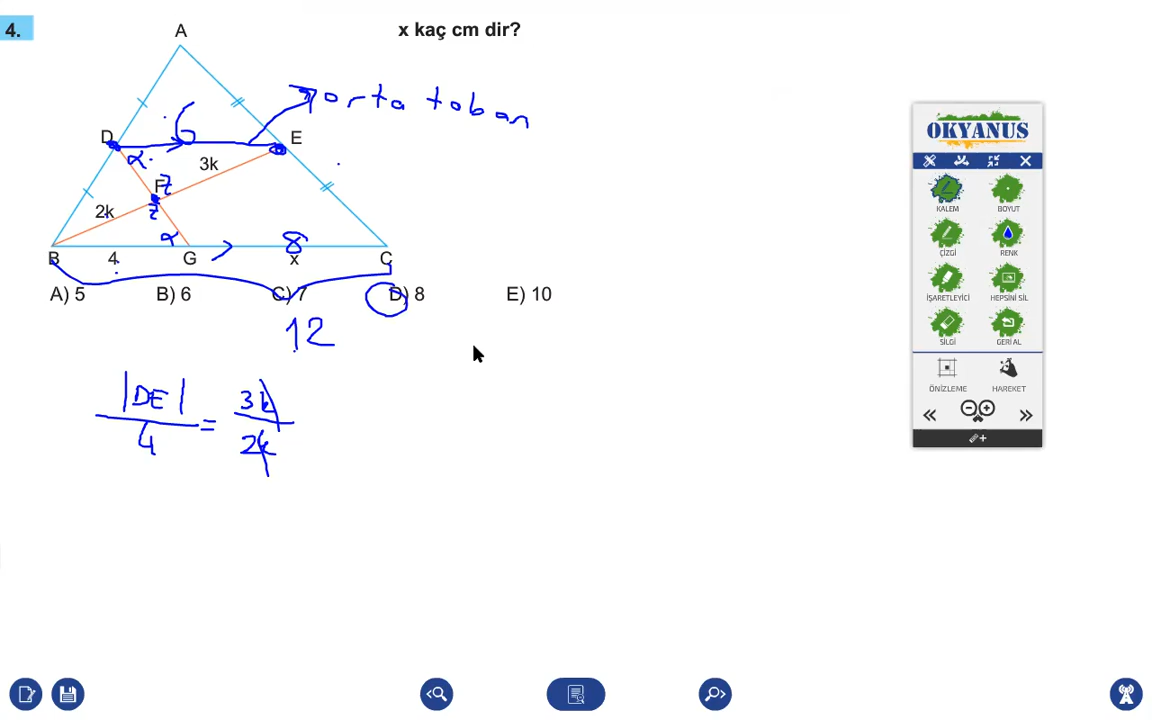 4.
x kaç cm dir?
A
orta taban
D
6
E
α
3k
F
z
2k
z
α
8
B
4
G
x
C
A) 5
B) 6
C) 7
D) 8
E) 10
12
|DE|
4
=
3k
2k
OKYANUS
KALEM
BOYUT
ÇİZGİ
RENK
İŞARETLEYİCİ
HEPSİNİ SİL
SİLGİ
GERİ AL
ÖNİZLEME
HAREKET